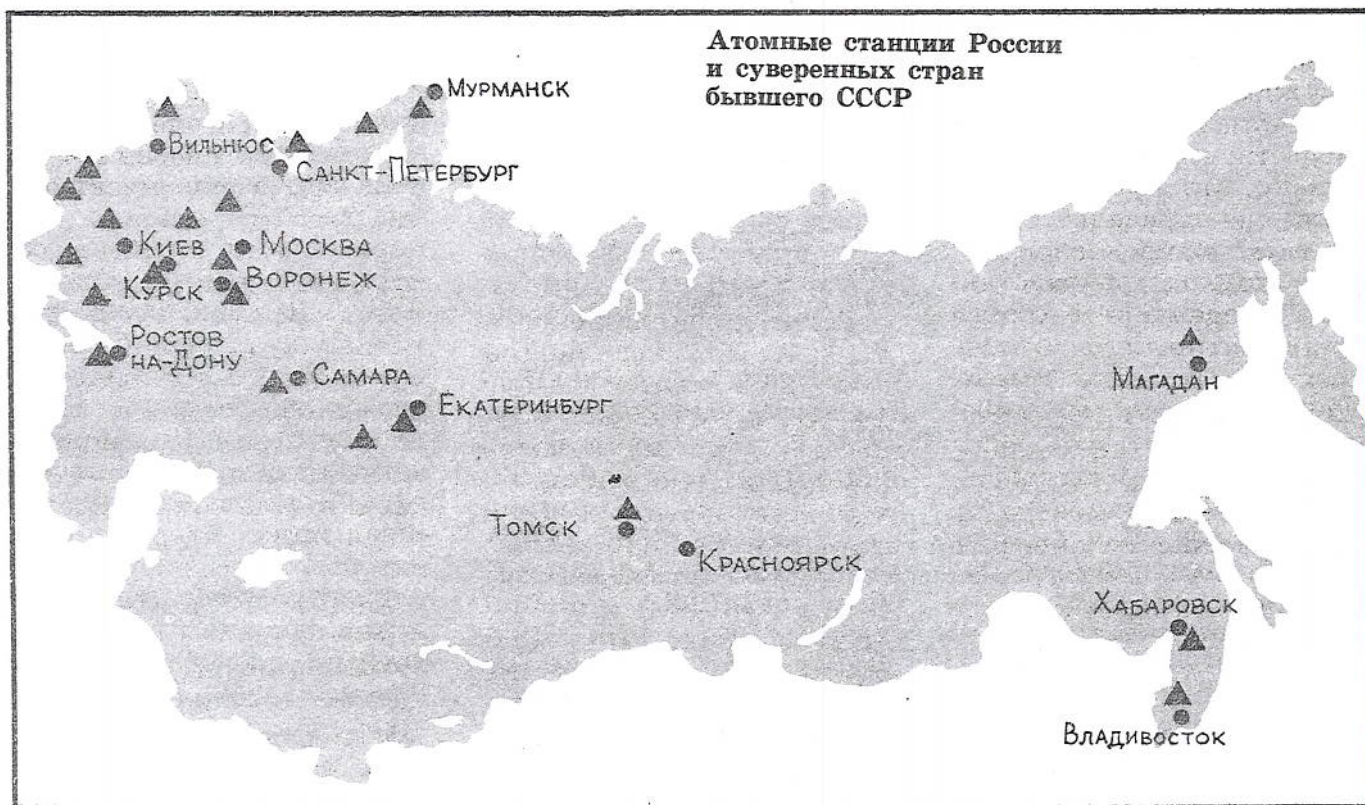 Атомные станции России
и суверенных стран
бывшего СССР
МУРМАНСК
ВИЛЬНЮС
САНКТ-ПЕТЕРБУРГ
КИЕВ
МОСКВА
КУРСК
ВОРОНЕЖ
РОСТОВ
НА-ДОНУ
САМАРА
ЕКАТЕРИНБУРГ
МАГАДАН
ТОМСК
КРАСНОЯРСК
ХАБАРОВСК
ВЛАДИВОСТОК